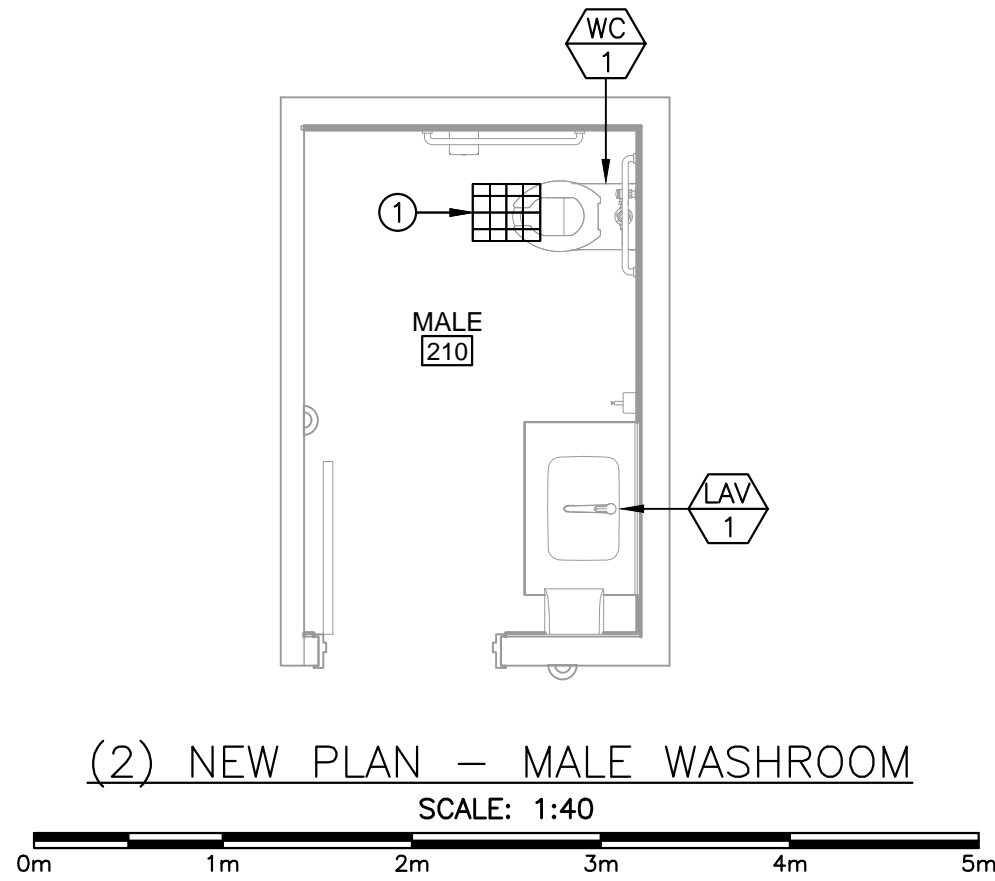 WC
1
1
MALE
210
LAV
1
(2) NEW PLAN – MALE WASHROOM
SCALE: 1:40
0m 1m 2m 3m 4m 5m